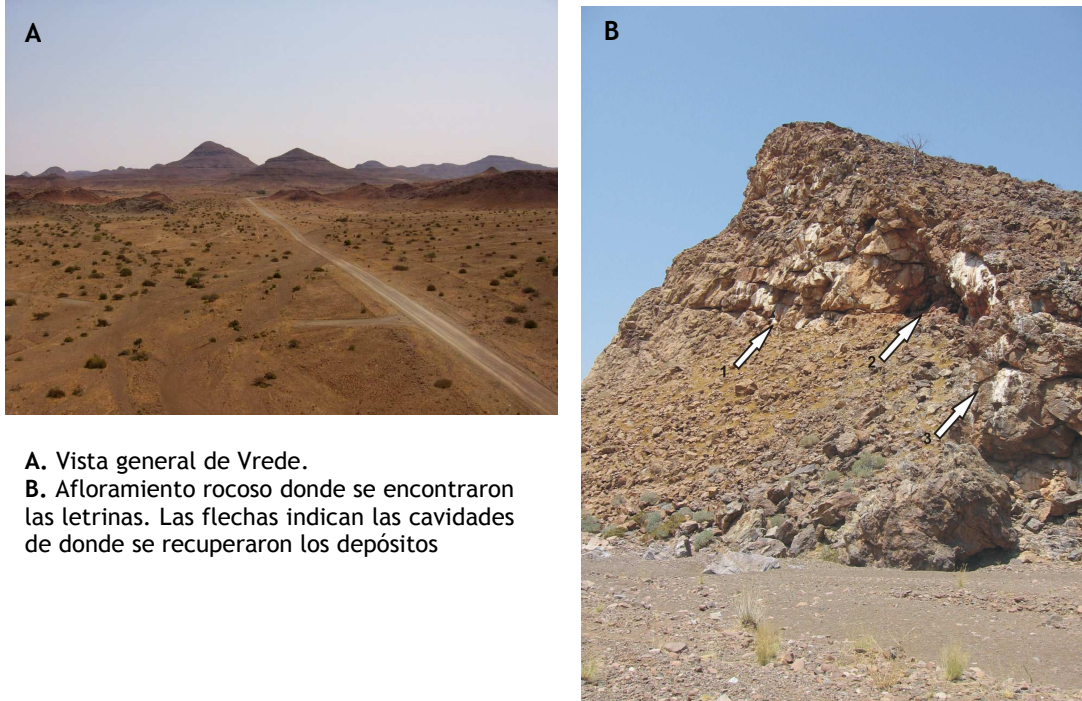 A
B
1
2
3
A. Vista general de Vrede.
B. Afloramiento rocoso donde se encontraron
las letrinas. Las flechas indican las cavidades
de donde se recuperaron los depósitos